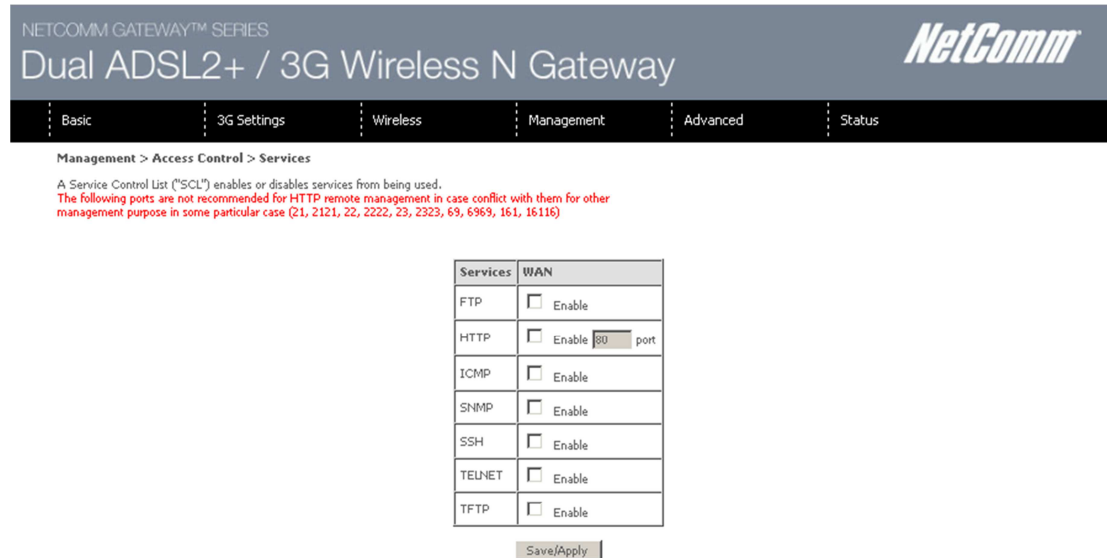 NETCOMM GATEWAY™ SERIES
Dual ADSL2+ / 3G Wireless N Gateway
NetComm
Basic 3G Settings Wireless Management Advanced Status
Management > Access Control > Services
A Service Control List ("SCL") enables or disables services from being used.
The following ports are not recommended for HTTP remote management in case conflict with them for other
management purpose in some particular case (21, 2121, 22, 2222, 23, 2323, 69, 6969, 161, 16116)
Services WAN
FTP Enable
HTTP Enable 80 port
ICMP Enable
SNMP Enable
SSH Enable
TELNET Enable
TFTP Enable
Save/Apply